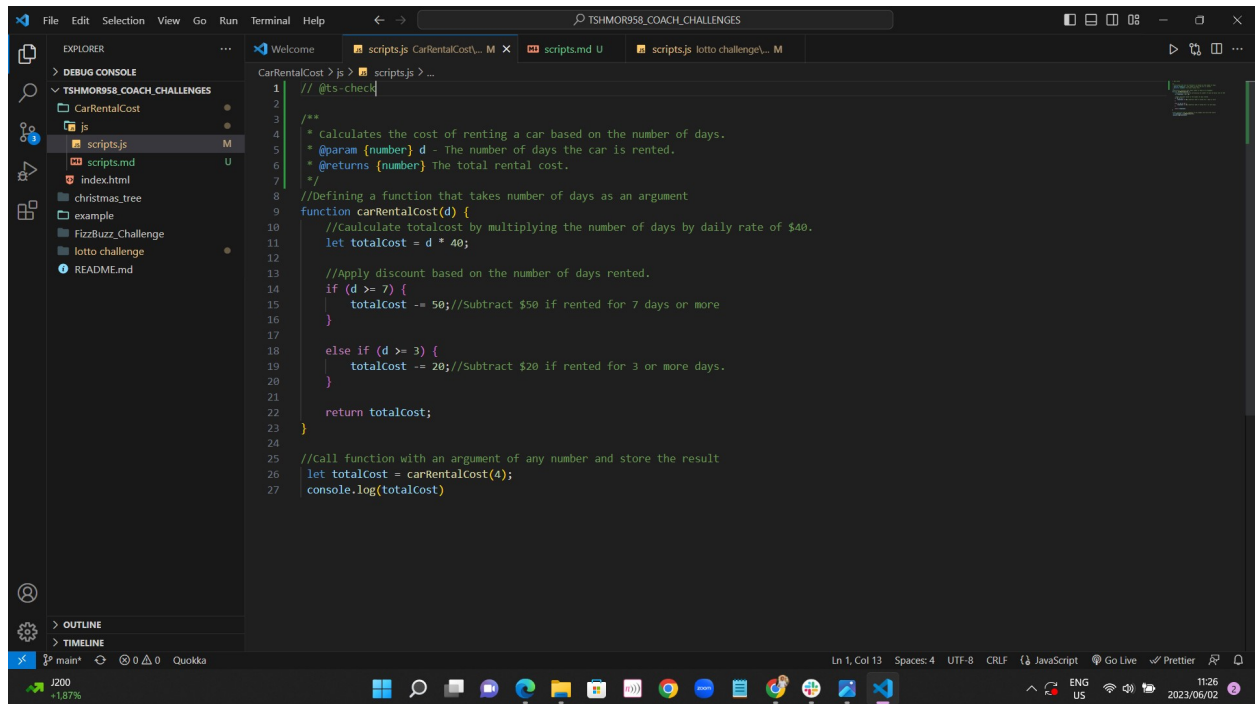 File Edit Selection View Go Run Terminal Help
TSHMOR958_COACH_CHALLENGES
EXPLORER
Welcome
scripts.js CarRentalCost\... M
scripts.md U
scripts.js lotto challenge\... M
DEBUG CONSOLE
TSHMOR958_COACH_CHALLENGES
CarRentalCost
js
scripts.js M
scripts.md U
index.html
christmas_tree
example
FizzBuzz_Challenge
lotto challenge
README.md
OUTLINE
TIMELINE
3
CarRentalCost > js > scripts.js > ...
1 // @ts-check
2
3 /**
4 * Calculates the cost of renting a car based on the number of days.
5 * @param {number} d - The number of days the car is rented.
6 * @returns {number} The total rental cost.
7 */
8 //Defining a function that takes number of days as an argument
9 function carRentalCost(d) {
10 //Caulculate totalcost by multiplying the number of days by daily rate of $40.
11 let totalCost = d * 40;
12
13 //Apply discount based on the number of days rented.
14 if (d >= 7) {
15 totalCost -= 50;//Subtract $50 if rented for 7 days or more
16 }
17
18 else if (d >= 3) {
19 totalCost -= 20;//Subtract $20 if rented for 3 or more days.
20 }
21
22 return totalCost;
23 }
24
25 //Call function with an argument of any number and store the result
26 let totalCost = carRentalCost(4);
27 console.log(totalCost)
main* 0 0 Quokka
Ln 1, Col 13 Spaces: 4 UTF-8 CRLF JavaScript Go Live Prettier
J200
+1,87%
zoom
ENG
US
11:26
2023/06/02
2